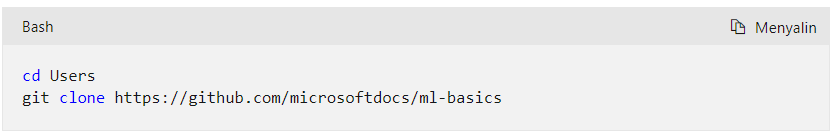 Bash
Menyalin
cd Users
git clone https://github.com/microsoftdocs/ml-basics